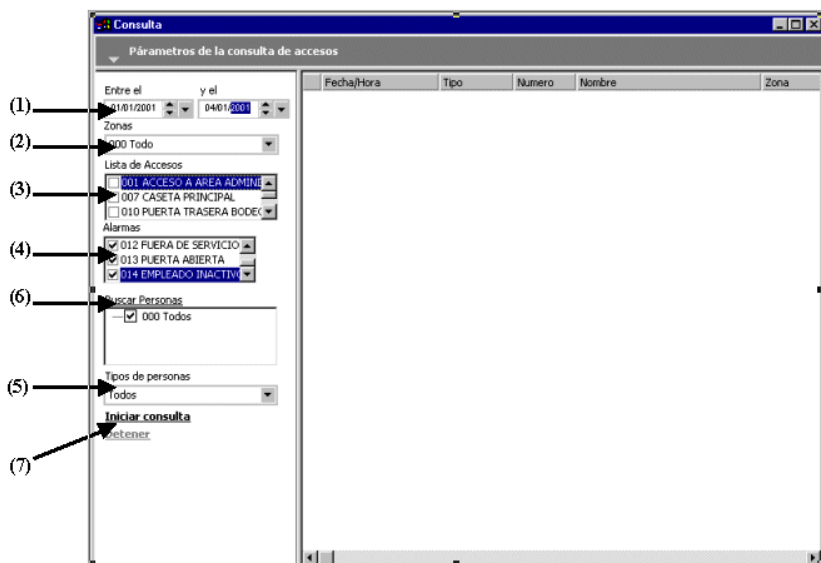 Consulta
Párametros de la consulta de accesos
Entre el y el
(1) 01/01/2001 04/01/2001
Zonas
(2) 000 Todo
Lista de Accesos
001 ACCESO A AREA ADMINI
(3) 007 CASETA PRINCIPAL
010 PUERTA TRASERA BODEG
Alarmas
012 FUERA DE SERVICIO
(4) 013 PUERTA ABIERTA
014 EMPLEADO INACTIVO
(6) Buscar Personas
000 Todos
Tipos de personas
(5) Todos
Iniciar consulta
Detener
(7)
Fecha/Hora Tipo Numero Nombre Zona